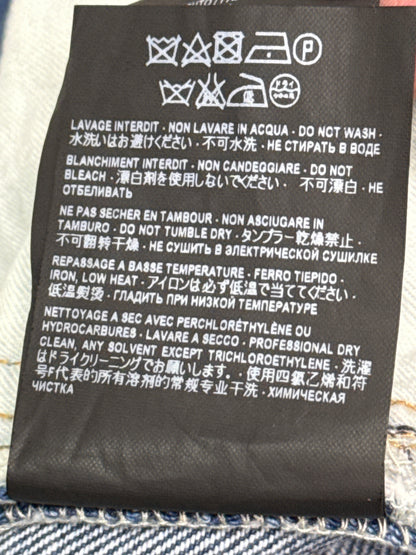 P
ドライ
LAVAGE INTERDIT · NON LAVARE IN ACQUA · DO NOT WASH ·
水洗いはお避けください · 不可水洗 · НЕ СТИРАТЬ В ВОДЕ
BLANCHIMENT INTERDIT · NON CANDEGGIARE · DO NOT
BLEACH · 漂白剤を使用しないでください · 不可漂白 · НЕ
ОТБЕЛИВАТЬ
NE PAS SECHER EN TAMBOUR · NON ASCIUGARE IN
TAMBURO · DO NOT TUMBLE DRY · タンブラー乾燥禁止 ·
不可翻转干燥 · НЕ СУШИТЬ В ЭЛЕКТРИЧЕСКОЙ СУШИЛКЕ
REPASSAGE A BASSE TEMPERATURE · FERRO TIEPIDO ·
IRON, LOW HEAT · アイロンは必ず低温で当ててください ·
低温熨烫 · ГЛАДИТЬ ПРИ НИЗКОЙ ТЕМПЕРАТУРЕ
NETTOYAGE A SEC AVEC PERCHLORÉTHYLÈNE OU
HYDROCARBURES · LAVARE A SECCO · PROFESSIONAL DRY
CLEAN, ANY SOLVENT EXCEPT TRICHLOROETHYLENE · 洗濯
はドライクリーニングでお願いします。· 使用四氯乙烯和符
号F代表的所有溶剂的常规专业干洗 · ХИМИЧЕСКАЯ
ЧИСТКА